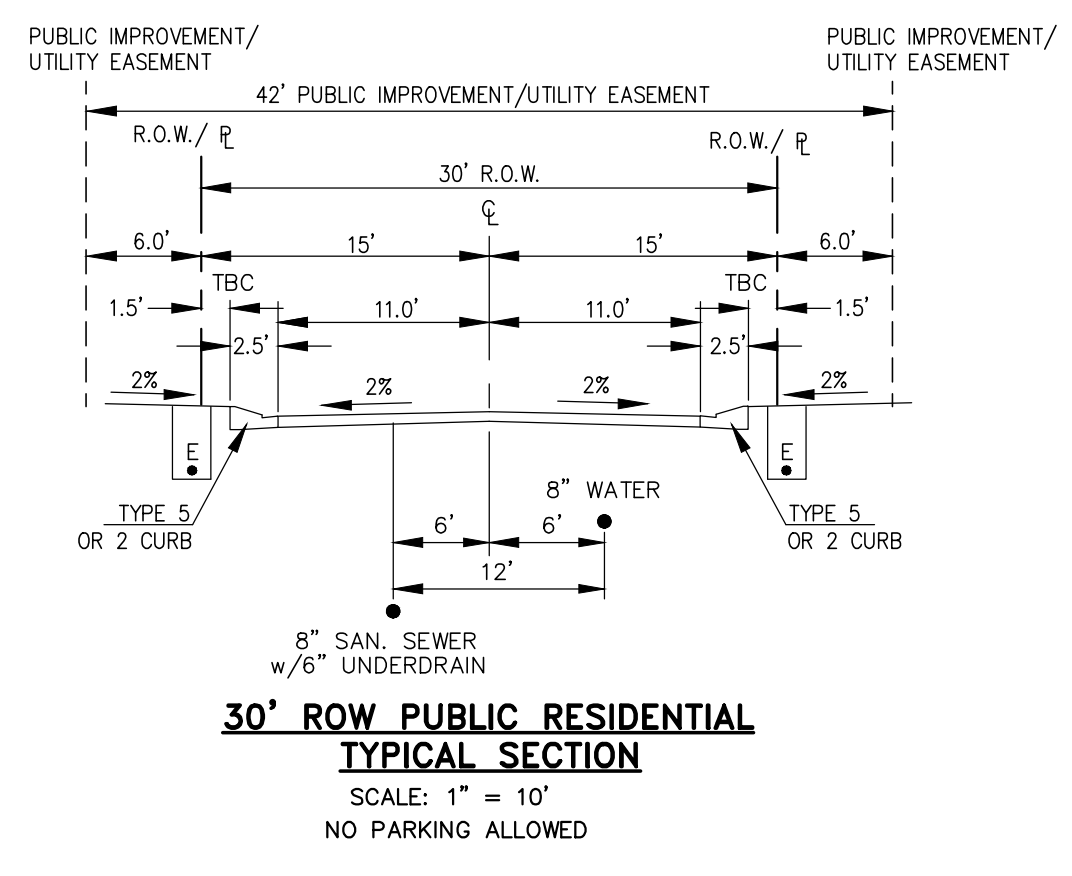 PUBLIC IMPROVEMENT/
UTILITY EASEMENT
PUBLIC IMPROVEMENT/
UTILITY EASEMENT
42' PUBLIC IMPROVEMENT/UTILITY EASEMENT
R.O.W./ PL
R.O.W./ PL
30' R.O.W.
CL
6.0'
15'
15'
6.0'
TBC
TBC
1.5'
11.0'
11.0'
1.5'
2.5'
2.5'
2%
2%
2%
2%
E
E
8" WATER
TYPE 5
OR 2 CURB
TYPE 5
OR 2 CURB
6'
6'
12'
8" SAN. SEWER
w/6" UNDERDRAIN
30' ROW PUBLIC RESIDENTIAL
TYPICAL SECTION
SCALE: 1" = 10'
NO PARKING ALLOWED